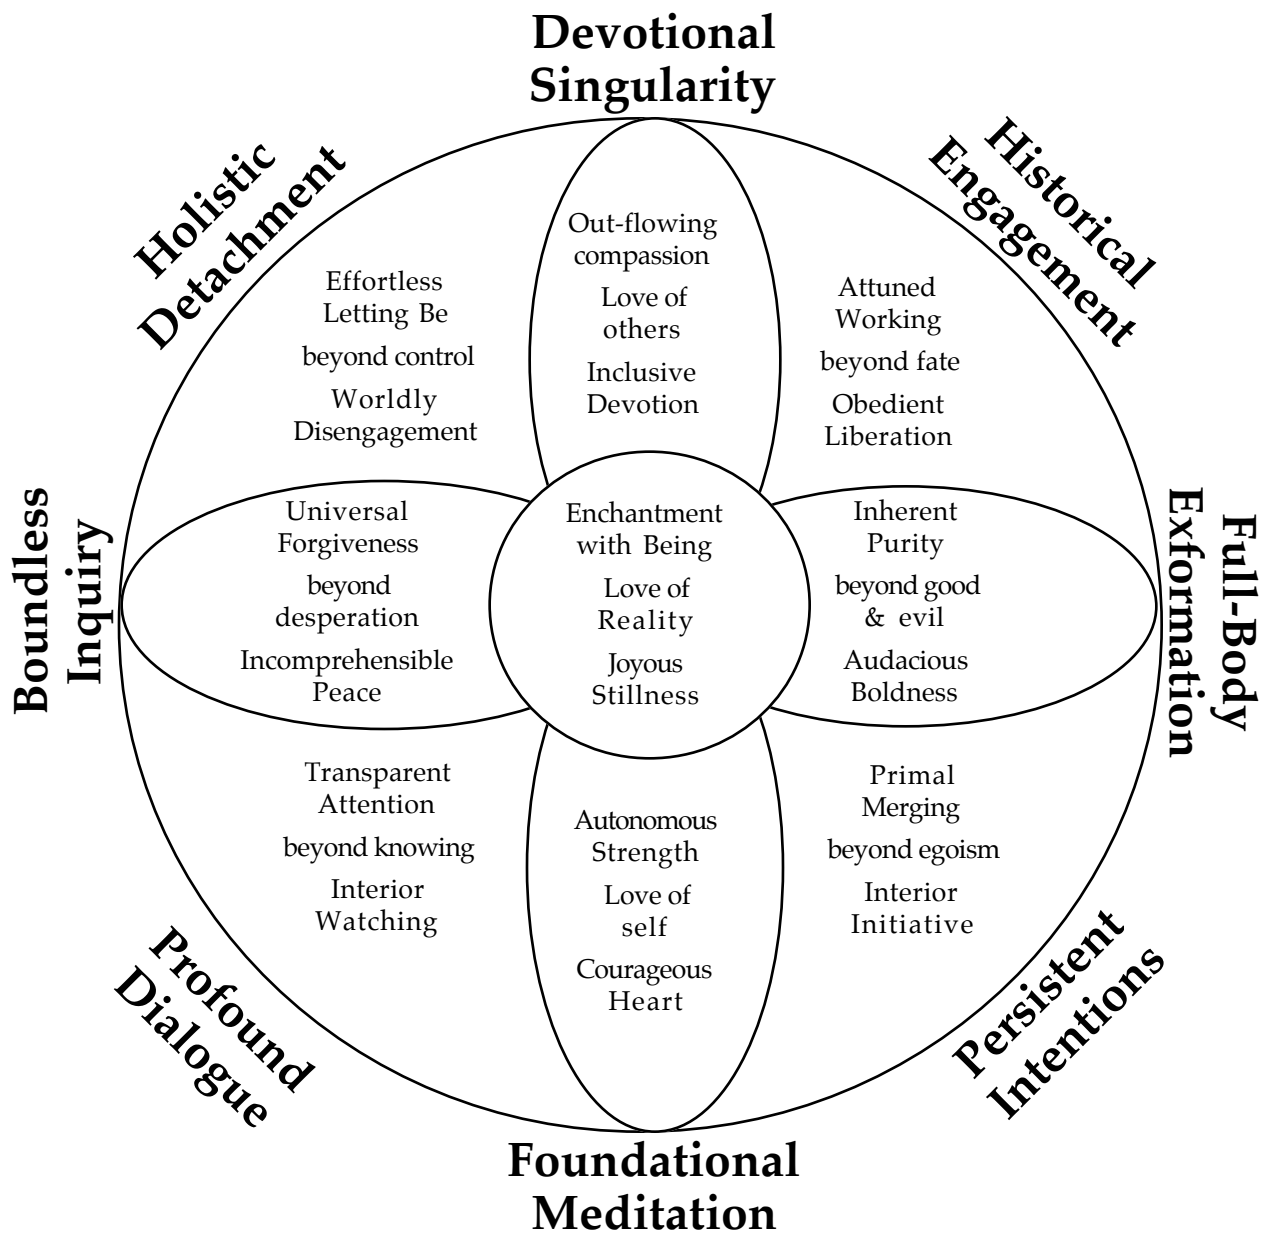 Devotional
Singularity
Holistic
Detachment
Historical
Engagement
Out-flowing
compassion
Love of
others
Inclusive
Devotion
Effortless
Letting Be
beyond control
Worldly
Disengagement
Attuned
Working
beyond fate
Obedient
Liberation
Boundless
Inquiry
Universal
Forgiveness
beyond
desperation
Incomprehensible
Peace
Enchantment
with Being
Love of
Reality
Joyous
Stillness
Inherent
Purity
beyond good
& evil
Audacious
Boldness
Full-Body
Exformation
Transparent
Attention
beyond knowing
Interior
Watching
Autonomous
Strength
Love of
self
Courageous
Heart
Primal
Merging
beyond egoism
Interior
Initiative
Profound
Dialogue
Persistent
Intentions
Foundational
Meditation